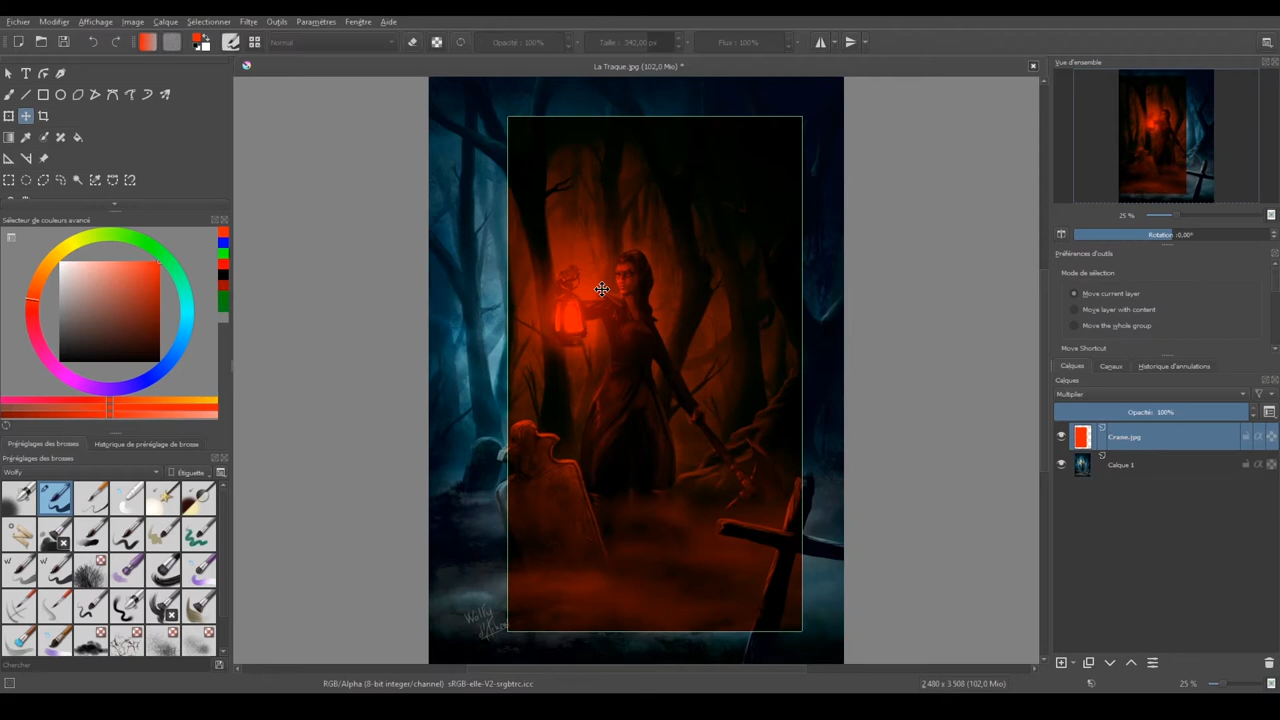 Fichier Modifier Affichage Image Calque Sélectionner Filtre Outils Paramètres Fenêtre Aide
Normal Opacité : 100% Taille : 342,00 px Flux : 100%
La Traque.jpg (102,0 Mio) *
Vue d'ensemble
25 %
Rotation : 0,00°
Préférences d'outils
Mode de sélection
Move current layer
Move layer with content
Move the whole group
Move Shortcut
Calques Canaux Historique d'annulations
Calques
Multiplier
Opacité: 100%
Crane.jpg
Calque 1
Sélecteur de couleurs avancé
Préréglages des brosses Historique de préréglage de brosse
Préréglages des brosses
Wolfy Étiquette
Chercher
Wolfy
RGB/Alpha (8-bit integer/channel) sRGB-elle-V2-srgbtrc.icc
2 480 x 3 508 (102,0 Mio)
25 %